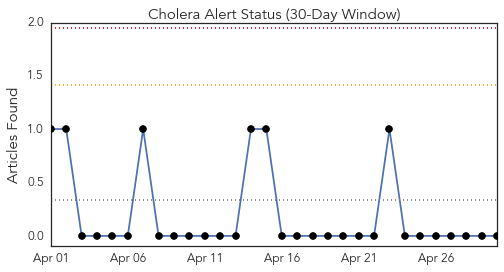 Cholera Alert Status (30-Day Window)
Articles Found
2.0
1.5
1.0
0.5
0.0
Apr 01 Apr 06 Apr 11 Apr 16 Apr 21 Apr 26